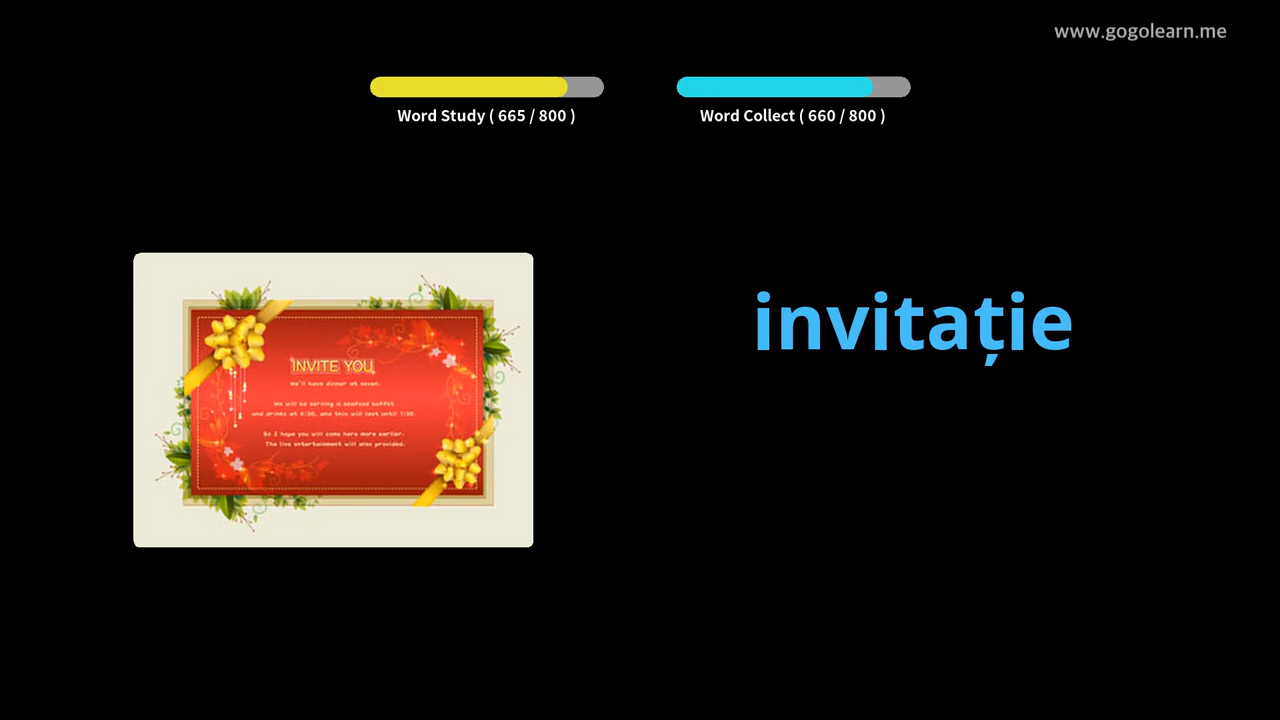 www.gogolearn.me
Word Study ( 665 / 800 )
Word Collect ( 660 / 800 )
invitație
INVITE YOU
We'll have dinner at seven.
We will be serving a seafood buffet
and drinks at 6:30, and this will last until 7:30.
So I hope you will come here more earlier.
The live entertainment will also provided.